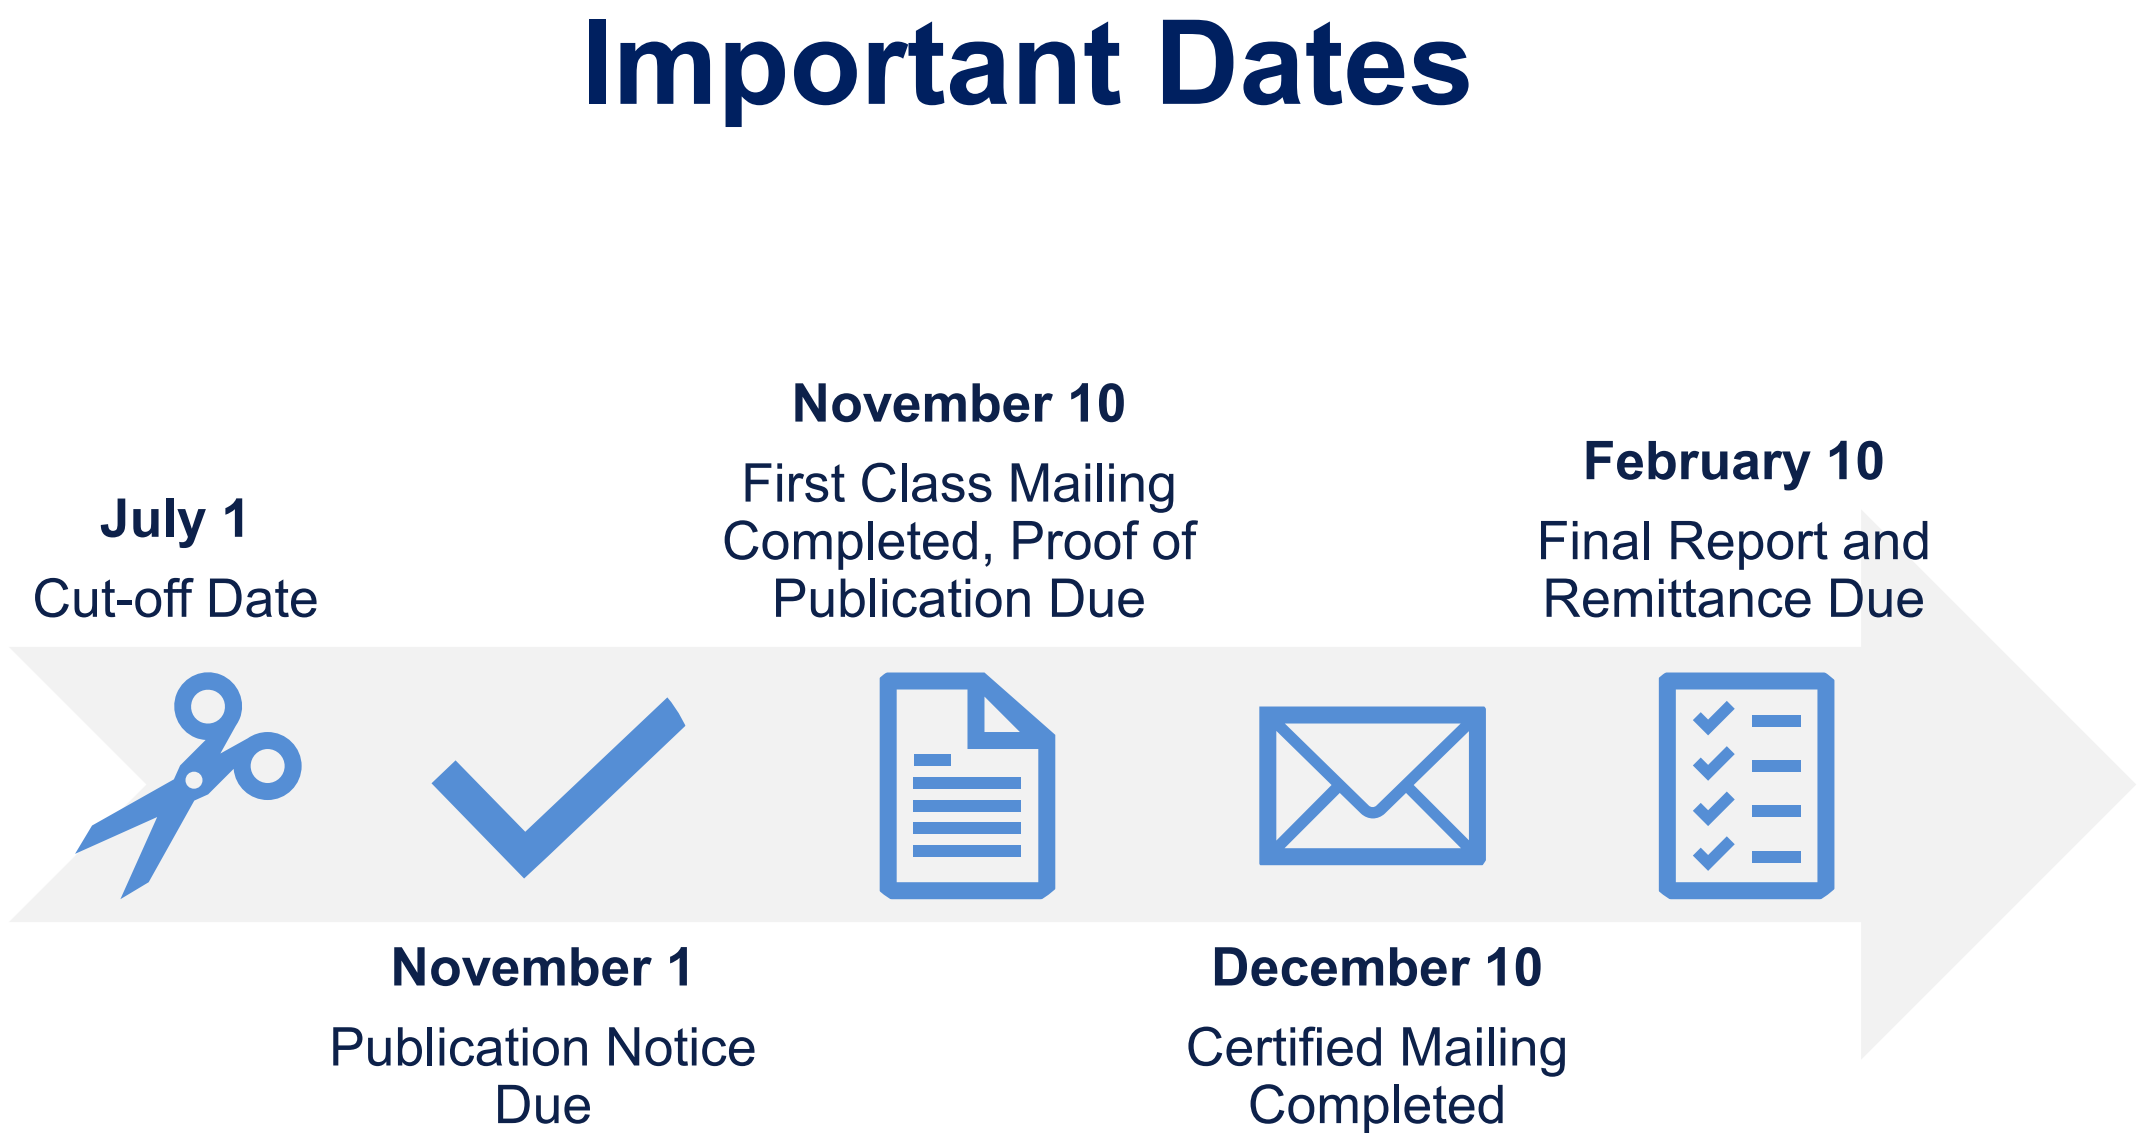 Important Dates
July 1
Cut-off Date
November 1
Publication Notice
Due
November 10
First Class Mailing
Completed, Proof of
Publication Due
December 10
Certified Mailing
Completed
February 10
Final Report and
Remittance Due